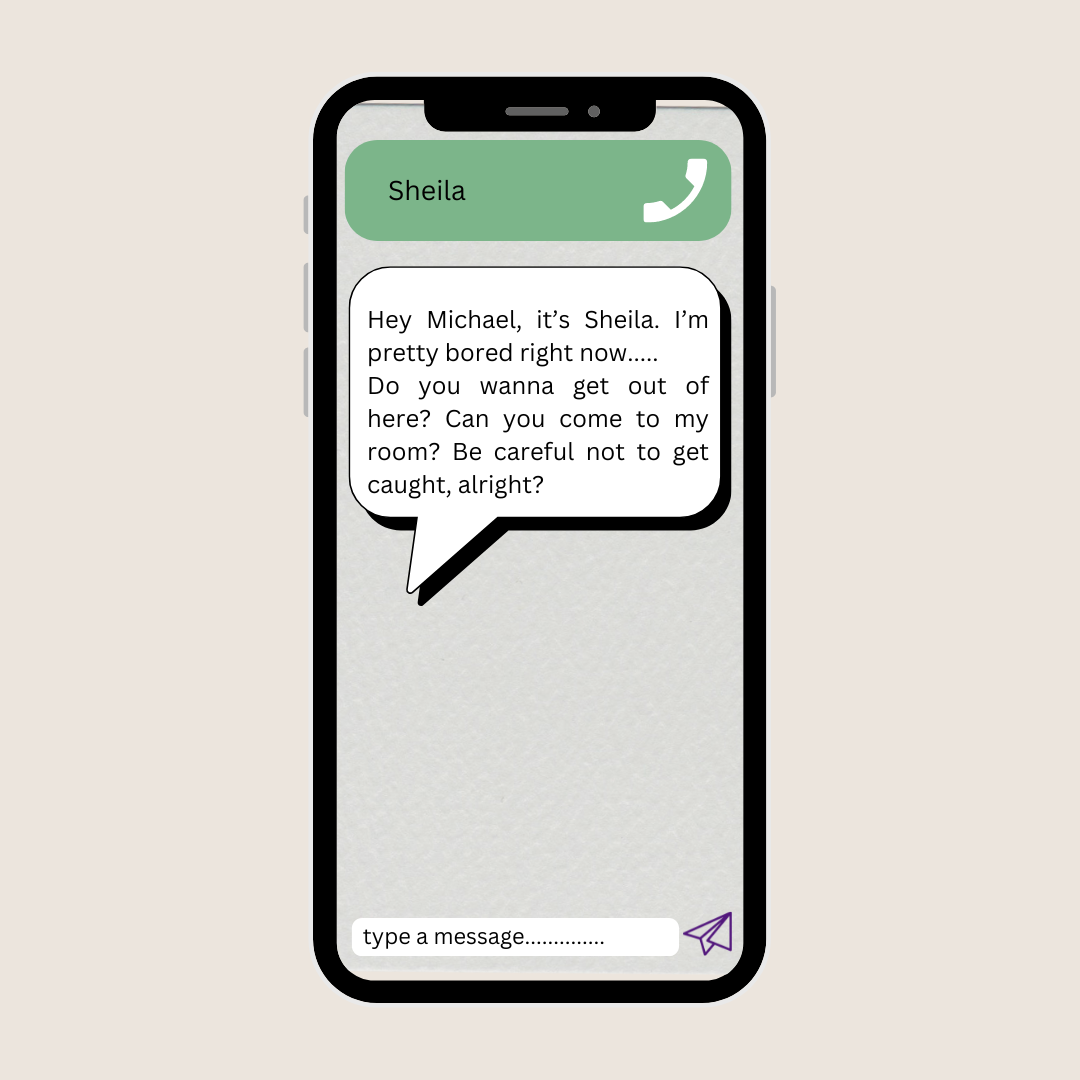 Sheila
Hey Michael, it’s Sheila. I’m
pretty bored right now.....
Do you wanna get out of
here? Can you come to my
room? Be careful not to get
caught, alright?
type a message..............